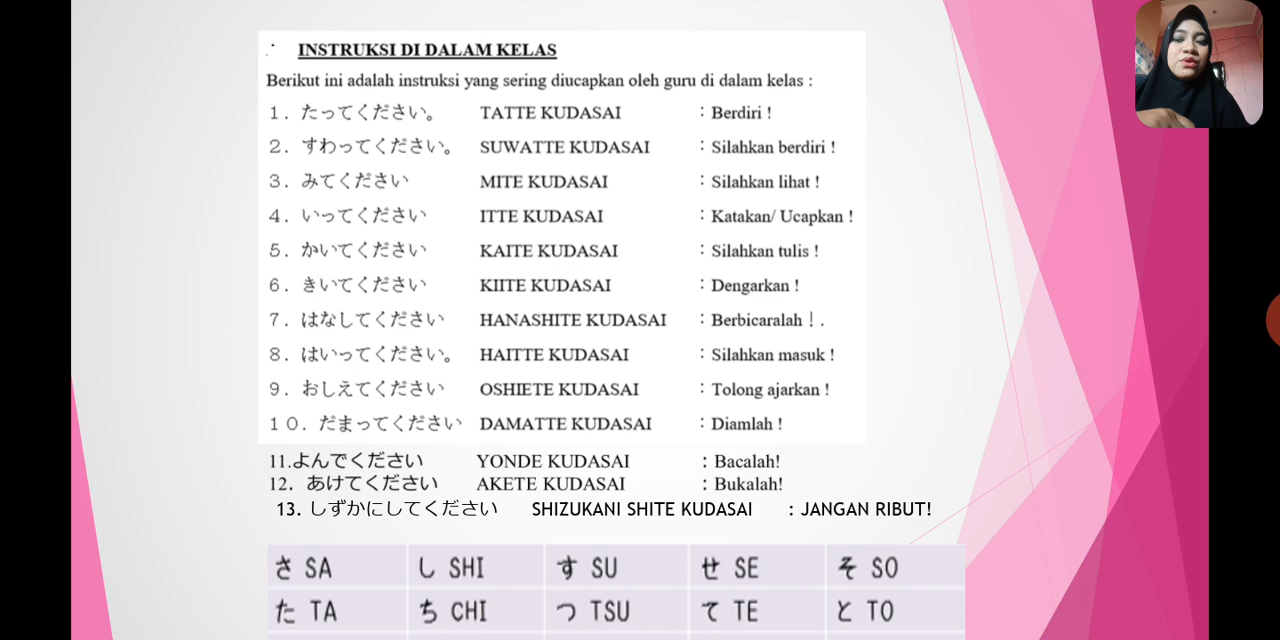 INSTRUKSI DI DALAM KELAS
Berikut ini adalah instruksi yang sering diucapkan oleh guru di dalam kelas :
１．たってください。 TATTE KUDASAI : Berdiri !
２．すわってください。 SUWATTE KUDASAI : Silahkan berdiri !
３．みてください MITE KUDASAI : Silahkan lihat !
４．いってください ITTE KUDASAI : Katakan/ Ucapkan !
５．かいてください KAITE KUDASAI : Silahkan tulis !
６．きいてください KIITE KUDASAI : Dengarkan !
７．はなしてください HANASHITE KUDASAI : Berbicaralah ! .
８．はいってください。 HAITTE KUDASAI : Silahkan masuk !
９．おしえてください OSHIETE KUDASAI : Tolong ajarkan !
１０．だまってください DAMATTE KUDASAI : Diamlah !
11.よんでください YONDE KUDASAI : Bacalah!
12. あけてください AKETE KUDASAI : Bukalah!
13. しずかにしてください SHIZUKANI SHITE KUDASAI : JANGAN RIBUT!
さ SA し SHI す SU せ SE そ SO
た TA ち CHI つ TSU て TE と TO